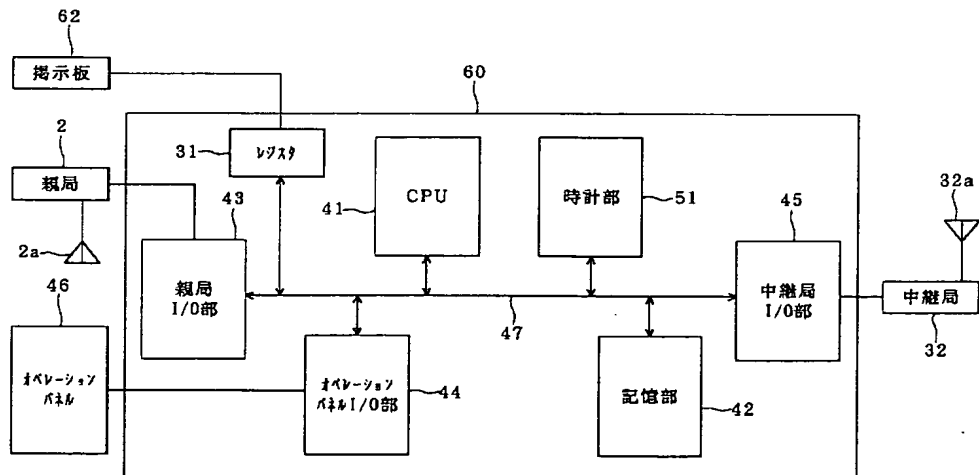 62
掲示板
60
2
親局
2a
31
レジスタ
41
CPU
時計部
51
32a
43
45
親局
I/O部
中継局
I/O部
47
中継局
32
46
オペレーション
パネル
オペレーション
パネルI/O部
44
記憶部
42